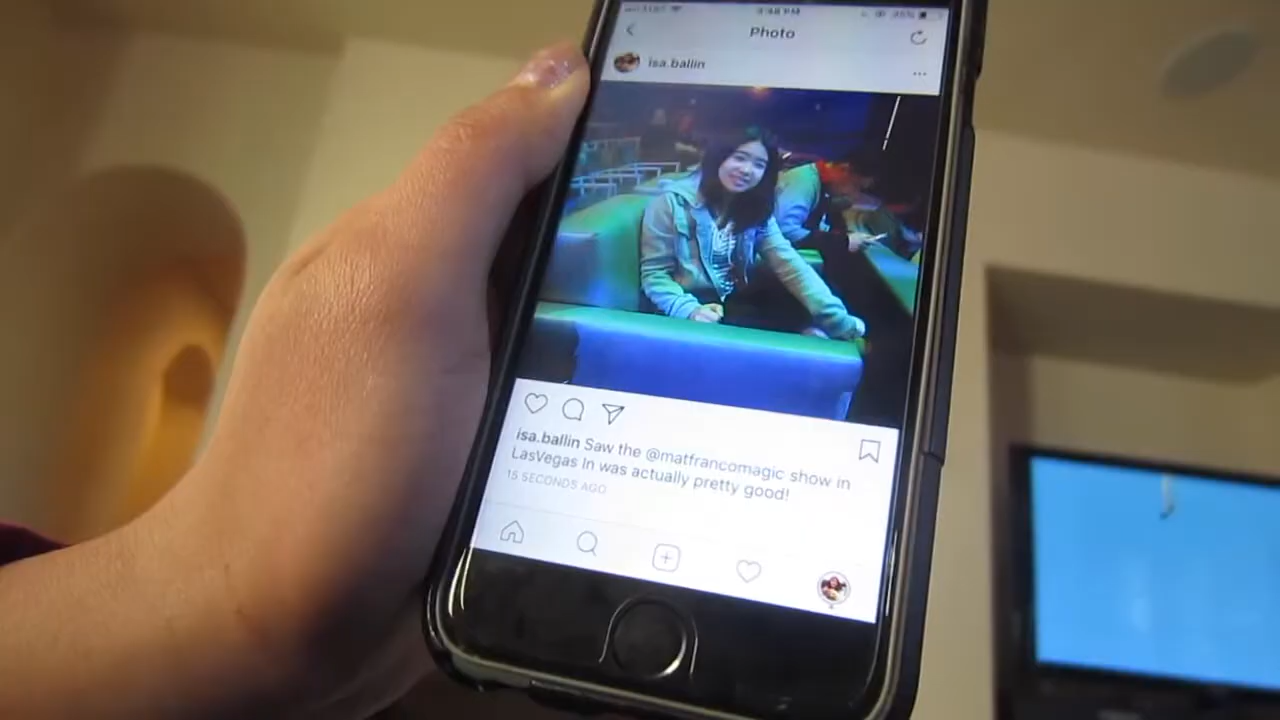 Photo
isa.ballin
isa.ballin Saw the @matfrancomagic show in
LasVegas In was actually pretty good!
15 SECONDS AGO